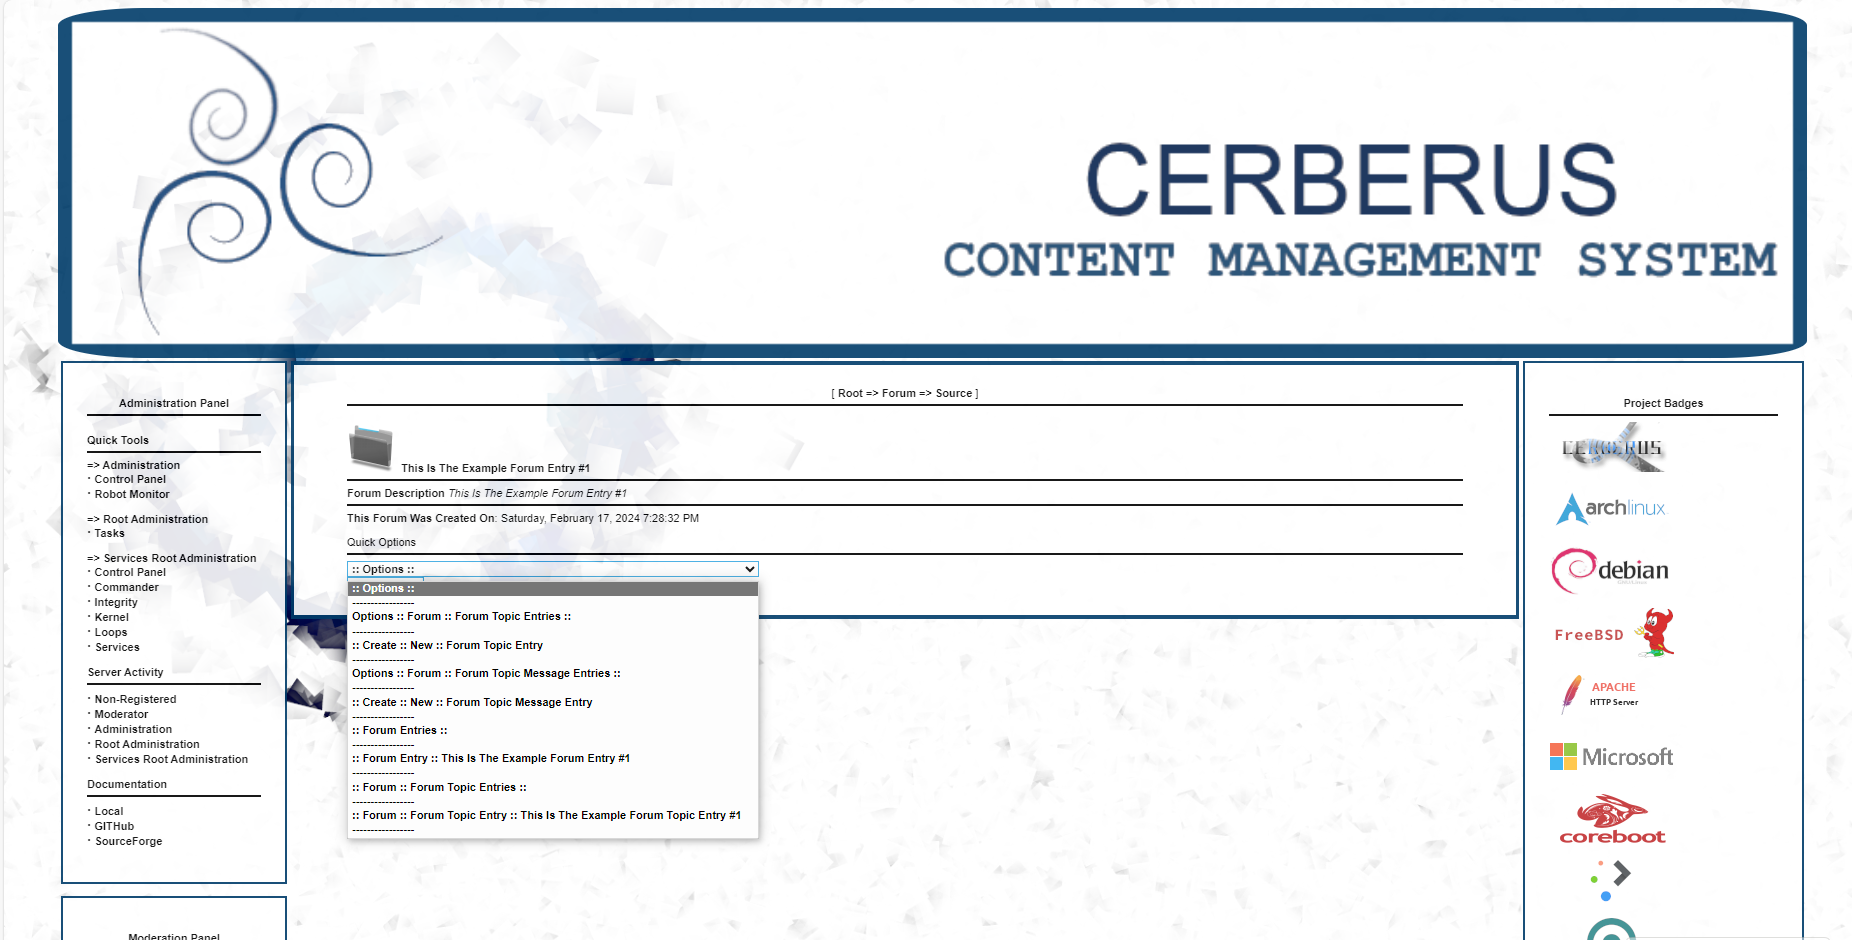 CERBERUS
CONTENT MANAGEMENT SYSTEM
Administration Panel
Quick Tools
=> Administration
· Control Panel
· Robot Monitor
=> Root Administration
· Tasks
=> Services Root Administration
· Control Panel
· Commander
· Integrity
· Kernel
· Loops
· Services
Server Activity
· Non-Registered
· Moderator
· Administration
· Root Administration
· Services Root Administration
Documentation
· Local
· GITHub
· SourceForge
Moderation Panel
[ Root => Forum => Source ]
This Is The Example Forum Entry #1
Forum Description This Is The Example Forum Entry #1
This Forum Was Created On: Saturday, February 17, 2024 7:28:32 PM
Quick Options
:: Options ::
:: Options ::
-----------------
Options :: Forum :: Forum Topic Entries ::
-----------------
:: Create :: New :: Forum Topic Entry
-----------------
Options :: Forum :: Forum Topic Message Entries ::
-----------------
:: Create :: New :: Forum Topic Message Entry
-----------------
:: Forum Entries ::
-----------------
:: Forum Entry :: This Is The Example Forum Entry #1
-----------------
:: Forum :: Forum Topic Entries ::
-----------------
:: Forum :: Forum Topic Entry :: This Is The Example Forum Topic Entry #1
-----------------
Project Badges
CERBERUS
archlinux
debian
FreeBSD
APACHE
HTTP Server
Microsoft
coreboot